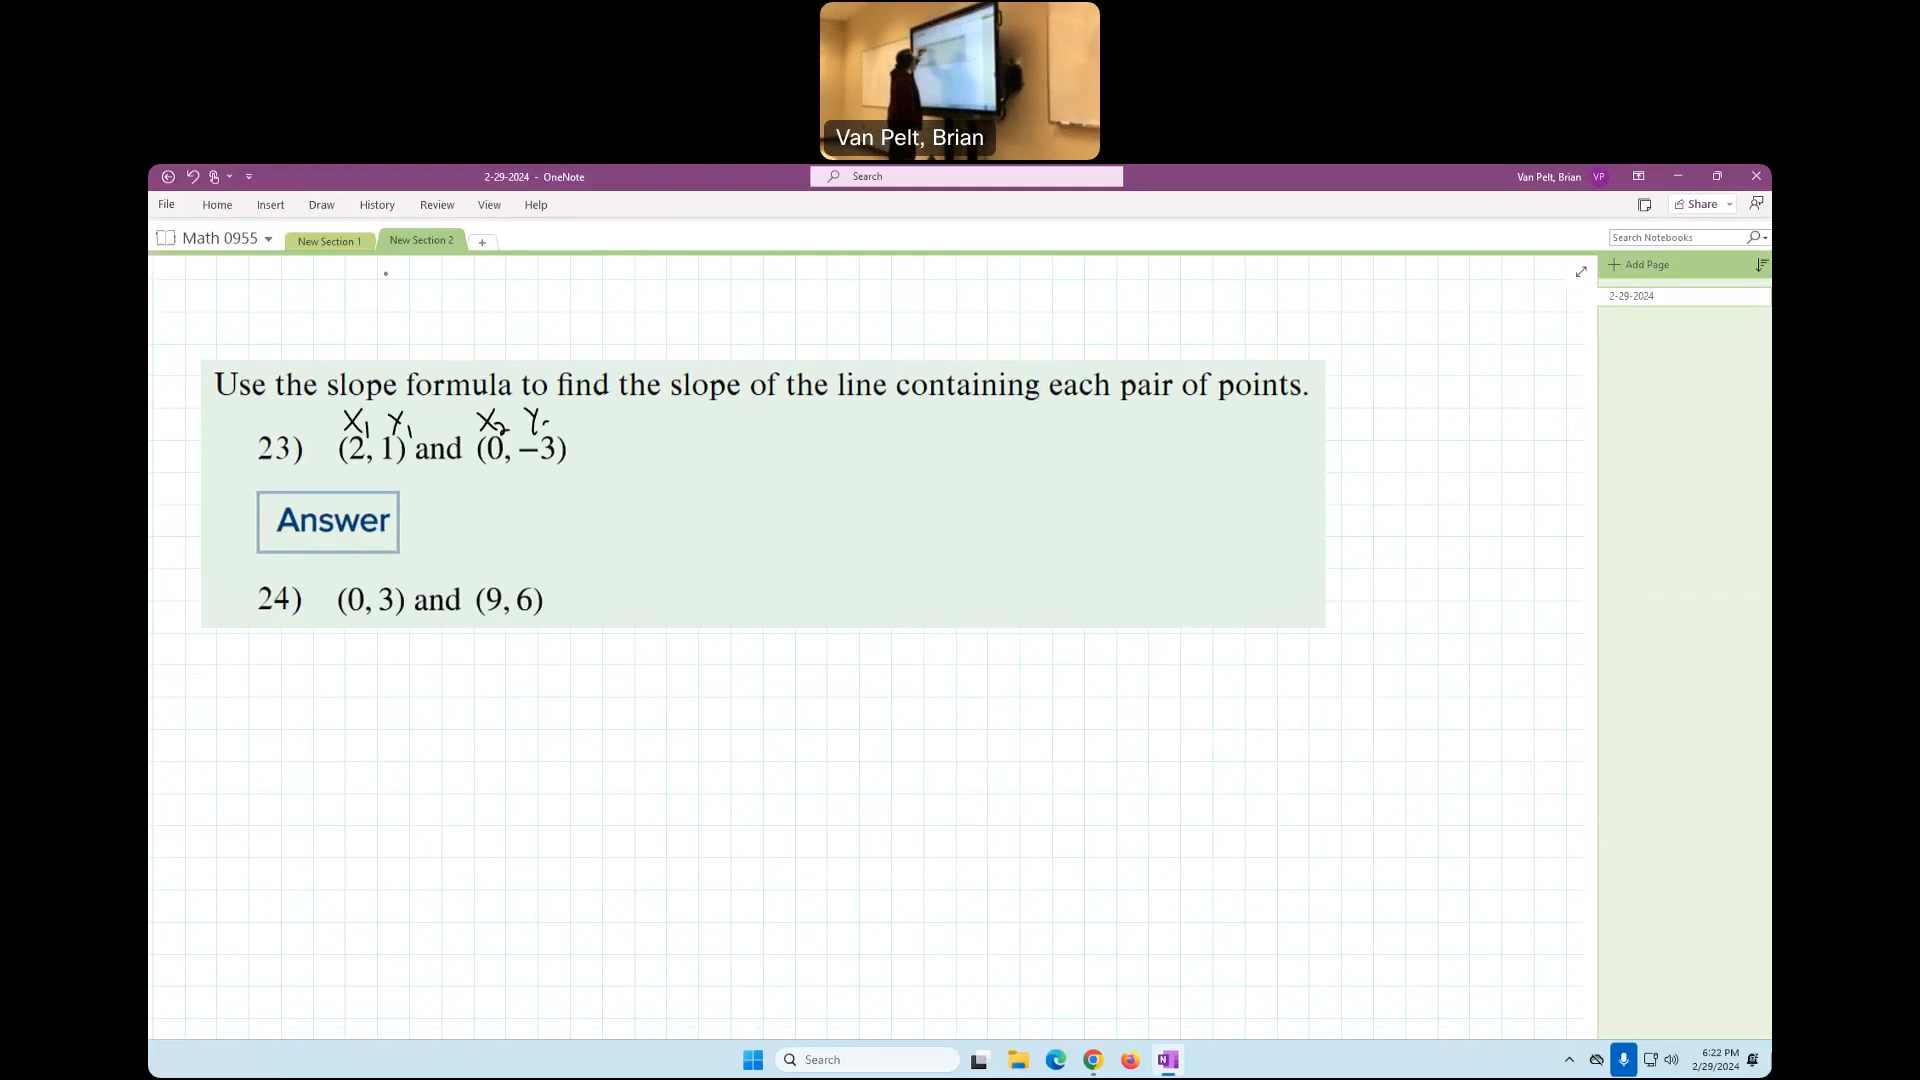 Van Pelt, Brian
2-29-2024 - OneNote
Search
Van Pelt, Brian VP
File Home Insert Draw History Review View Help
Share
Math 0955 New Section 1 New Section 2 +
Search Notebooks
Add Page
2-29-2024
Use the slope formula to find the slope of the line containing each pair of points.
X₁ Y₁ X₂
23) (2, 1) and (0, −3)
Answer
24) (0, 3) and (9, 6)
Search
6:22 PM
2/29/2024